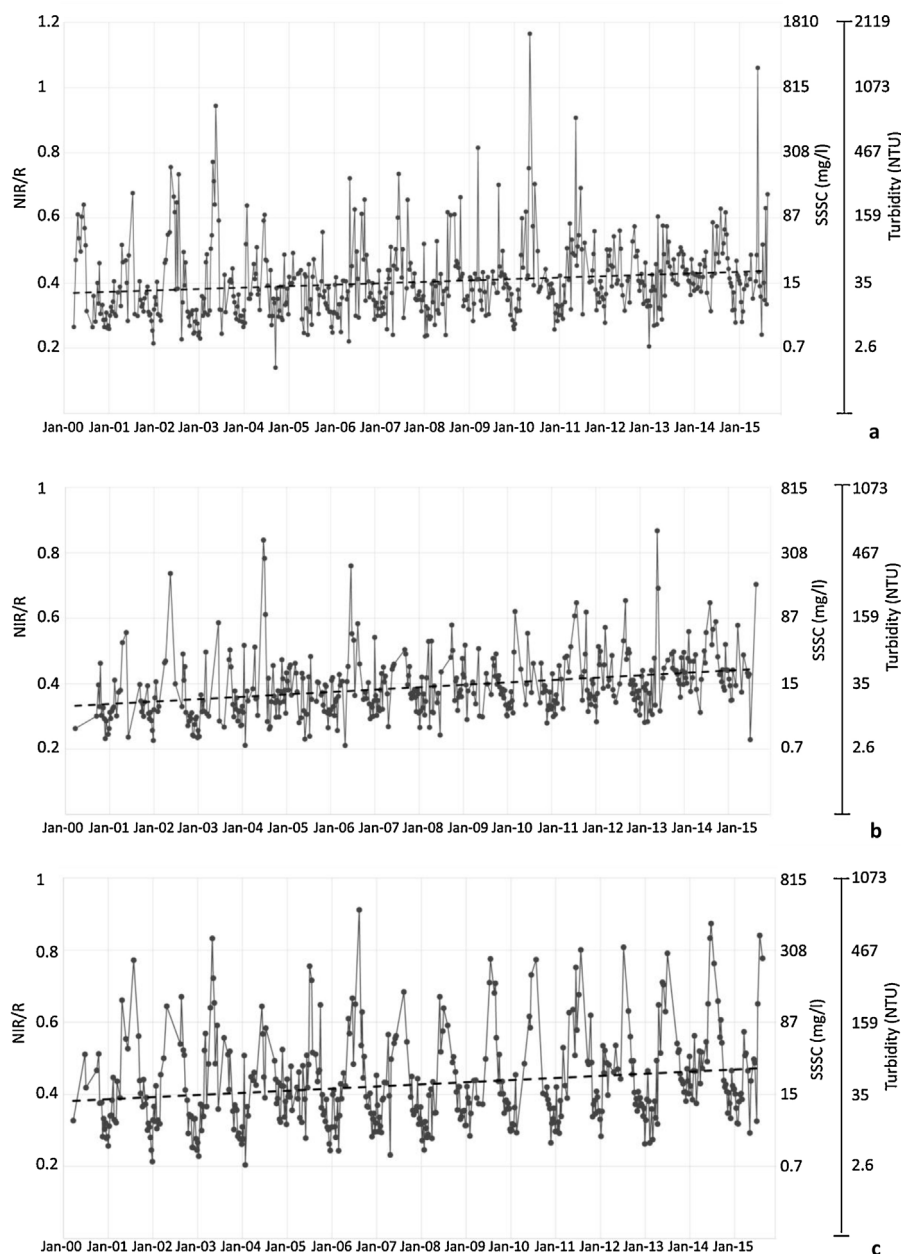 1.2 1810 2119
1 815 1073
0.8 308 467
NIR/R SSSC (mg/l) Turbidity (NTU)
0.6 87 159
0.4 15 35
0.2 0.7 2.6
Jan-00 Jan-01 Jan-02 Jan-03 Jan-04 Jan-05 Jan-06 Jan-07 Jan-08 Jan-09 Jan-10 Jan-11 Jan-12 Jan-13 Jan-14 Jan-15
a
1 815 1073
0.8 308 467
NIR/R SSSC (mg/l) Turbidity (NTU)
0.6 87 159
0.4 15 35
0.2 0.7 2.6
Jan-00 Jan-01 Jan-02 Jan-03 Jan-04 Jan-05 Jan-06 Jan-07 Jan-08 Jan-09 Jan-10 Jan-11 Jan-12 Jan-13 Jan-14 Jan-15
b
1 815 1073
0.8 308 467
NIR/R SSSC (mg/l) Turbidity (NTU)
0.6 87 159
0.4 15 35
0.2 0.7 2.6
Jan-00 Jan-01 Jan-02 Jan-03 Jan-04 Jan-05 Jan-06 Jan-07 Jan-08 Jan-09 Jan-10 Jan-11 Jan-12 Jan-13 Jan-14 Jan-15
c